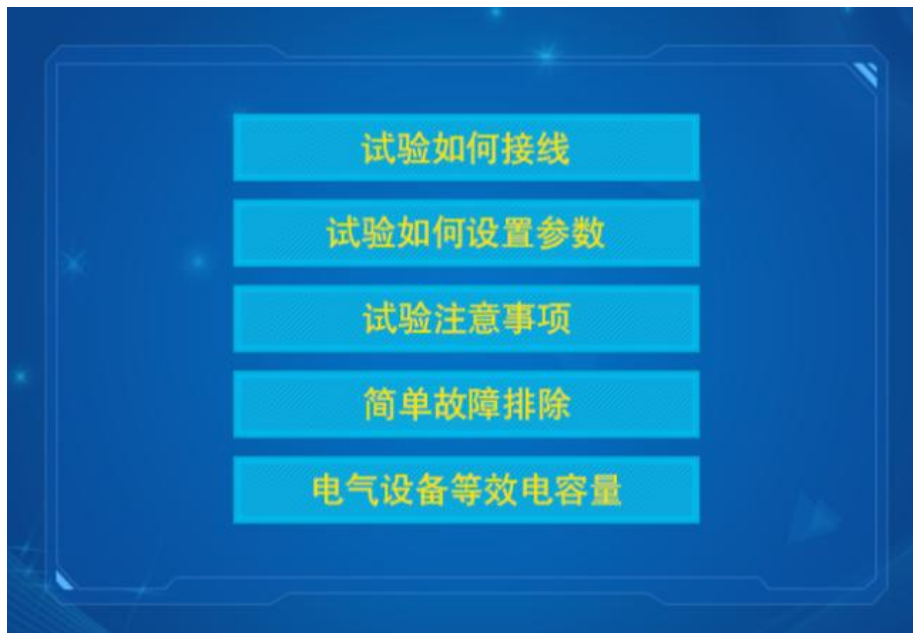 试验如何接线
试验如何设置参数
试验注意事项
简单故障排除
电气设备等效电容量